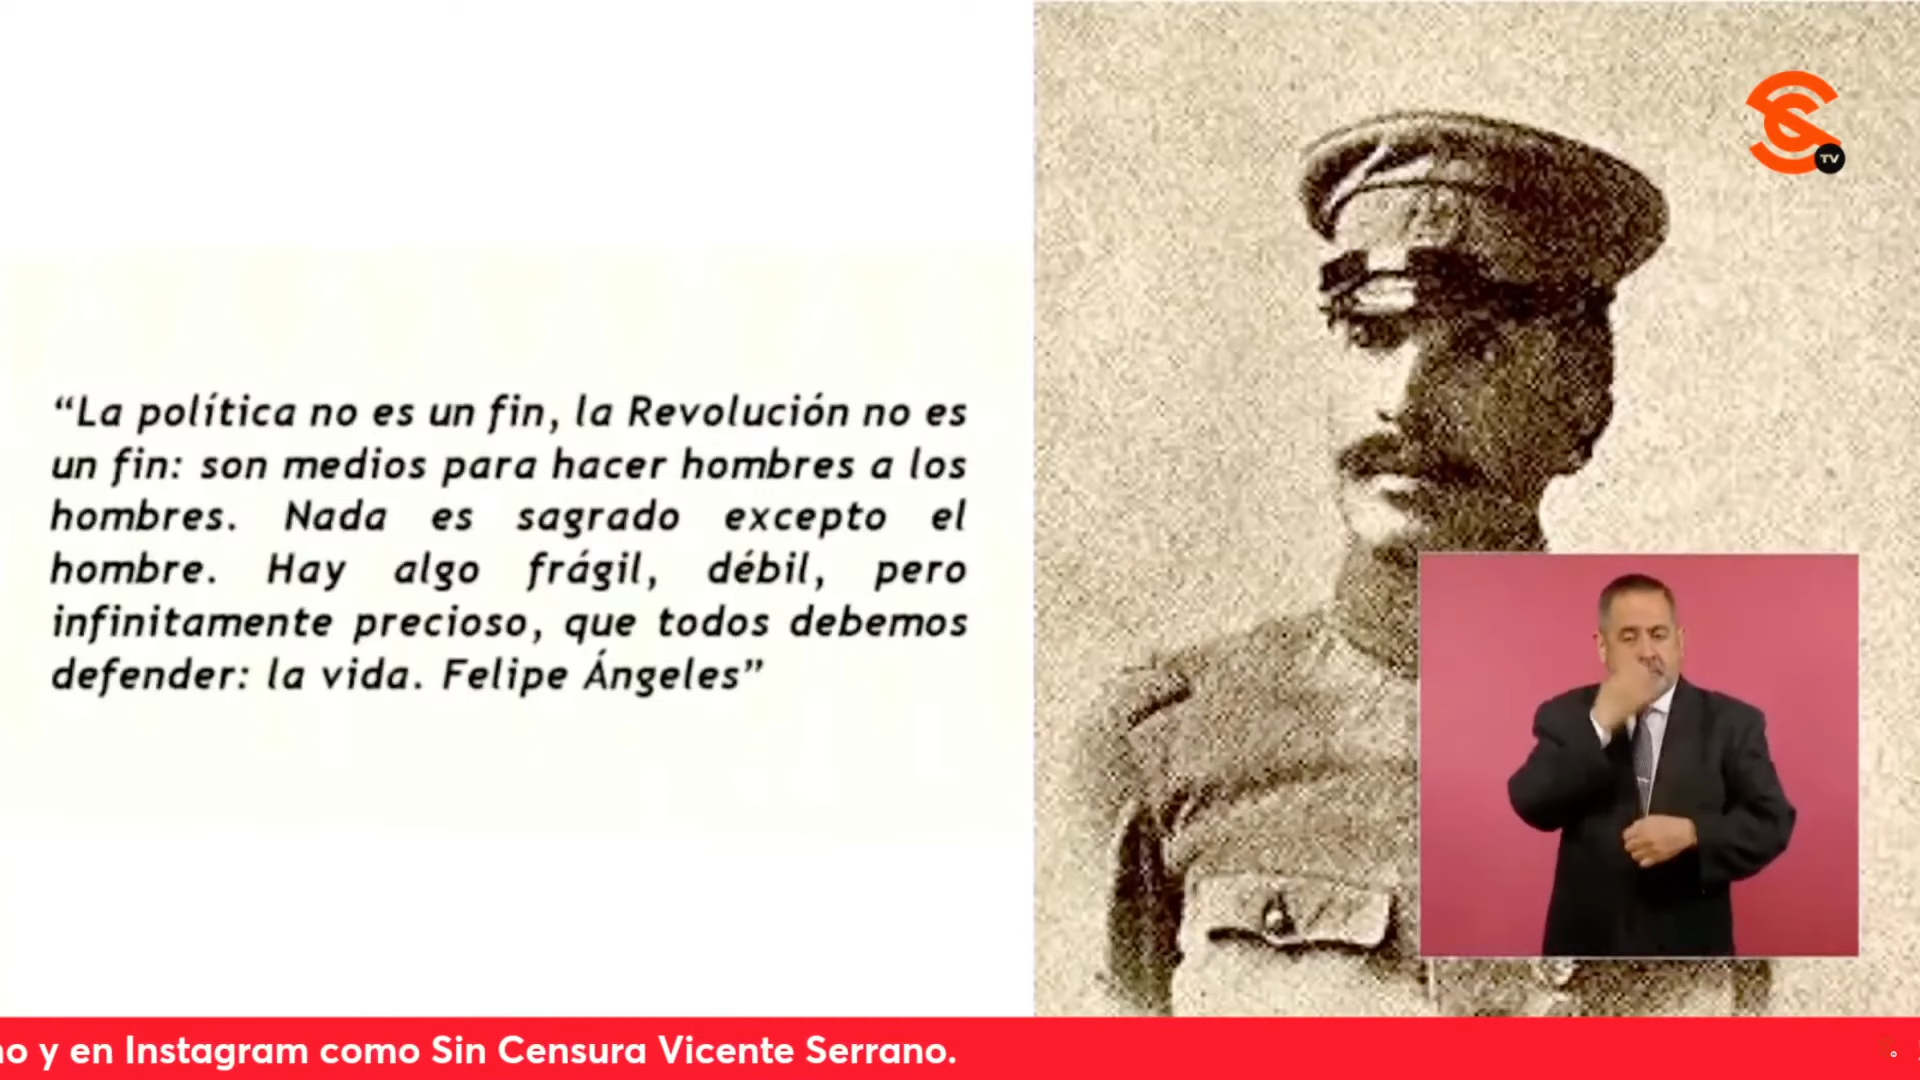 TV
“La política no es un fin, la Revolución no es
un fin: son medios para hacer hombres a los
hombres. Nada es sagrado excepto el
hombre. Hay algo frágil, débil, pero
infinitamente precioso, que todos debemos
defender: la vida. Felipe Ángeles”
no y en Instagram como Sin Censura Vicente Serrano.